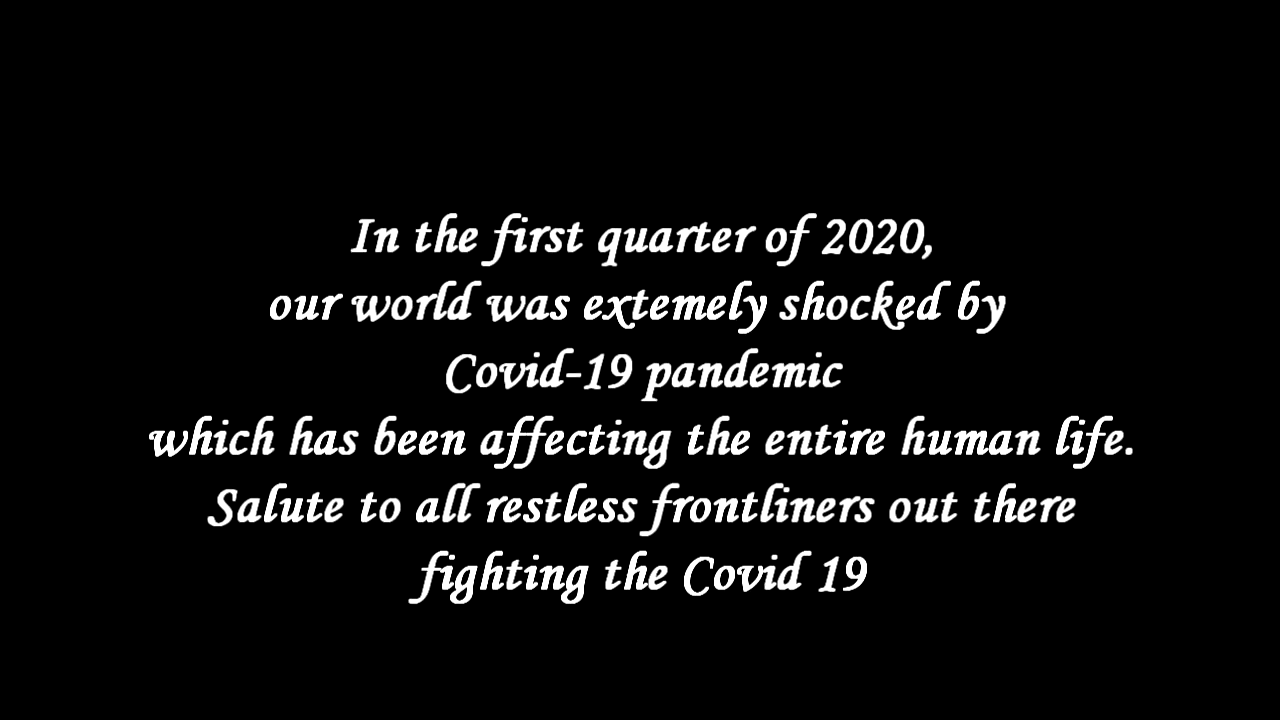 In the first quarter of 2020,
our world was extemely shocked by
Covid-19 pandemic
which has been affecting the entire human life.
Salute to all restless frontliners out there
fighting the Covid 19